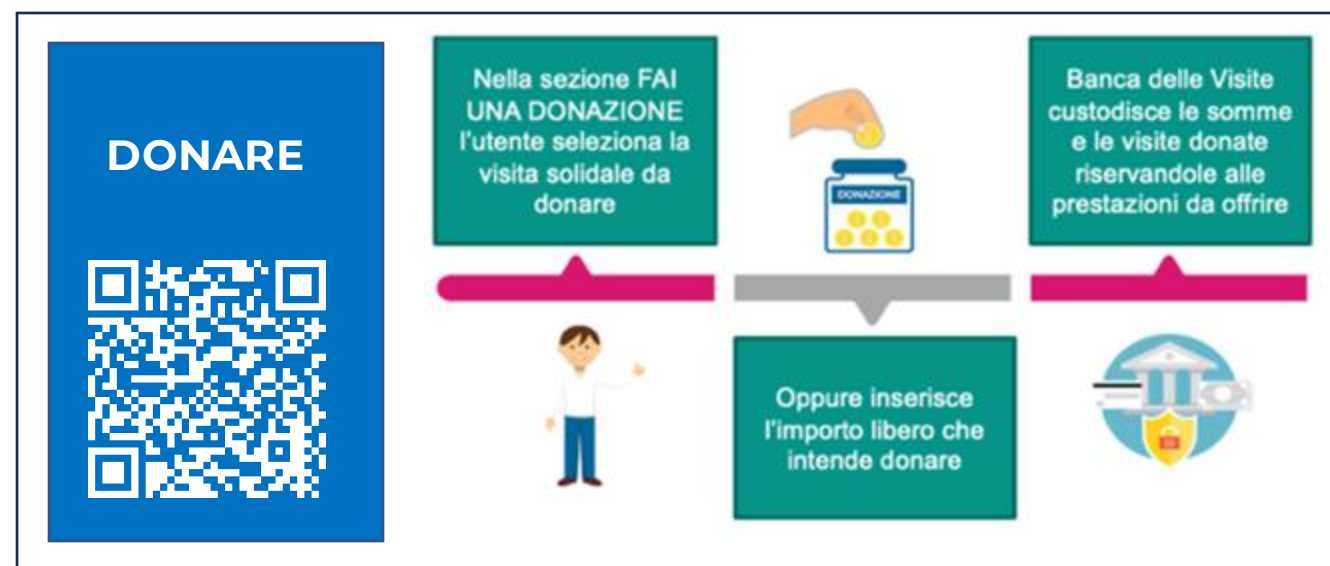 DONARE
Nella sezione FAI
UNA DONAZIONE
l'utente seleziona la
visita solidale da
donare
DONAZIONE
Oppure inserisce
l'importo libero che
intende donare
Banca delle Visite
custodisce le somme
e le visite donate
riservandole alle
prestazioni da offrire